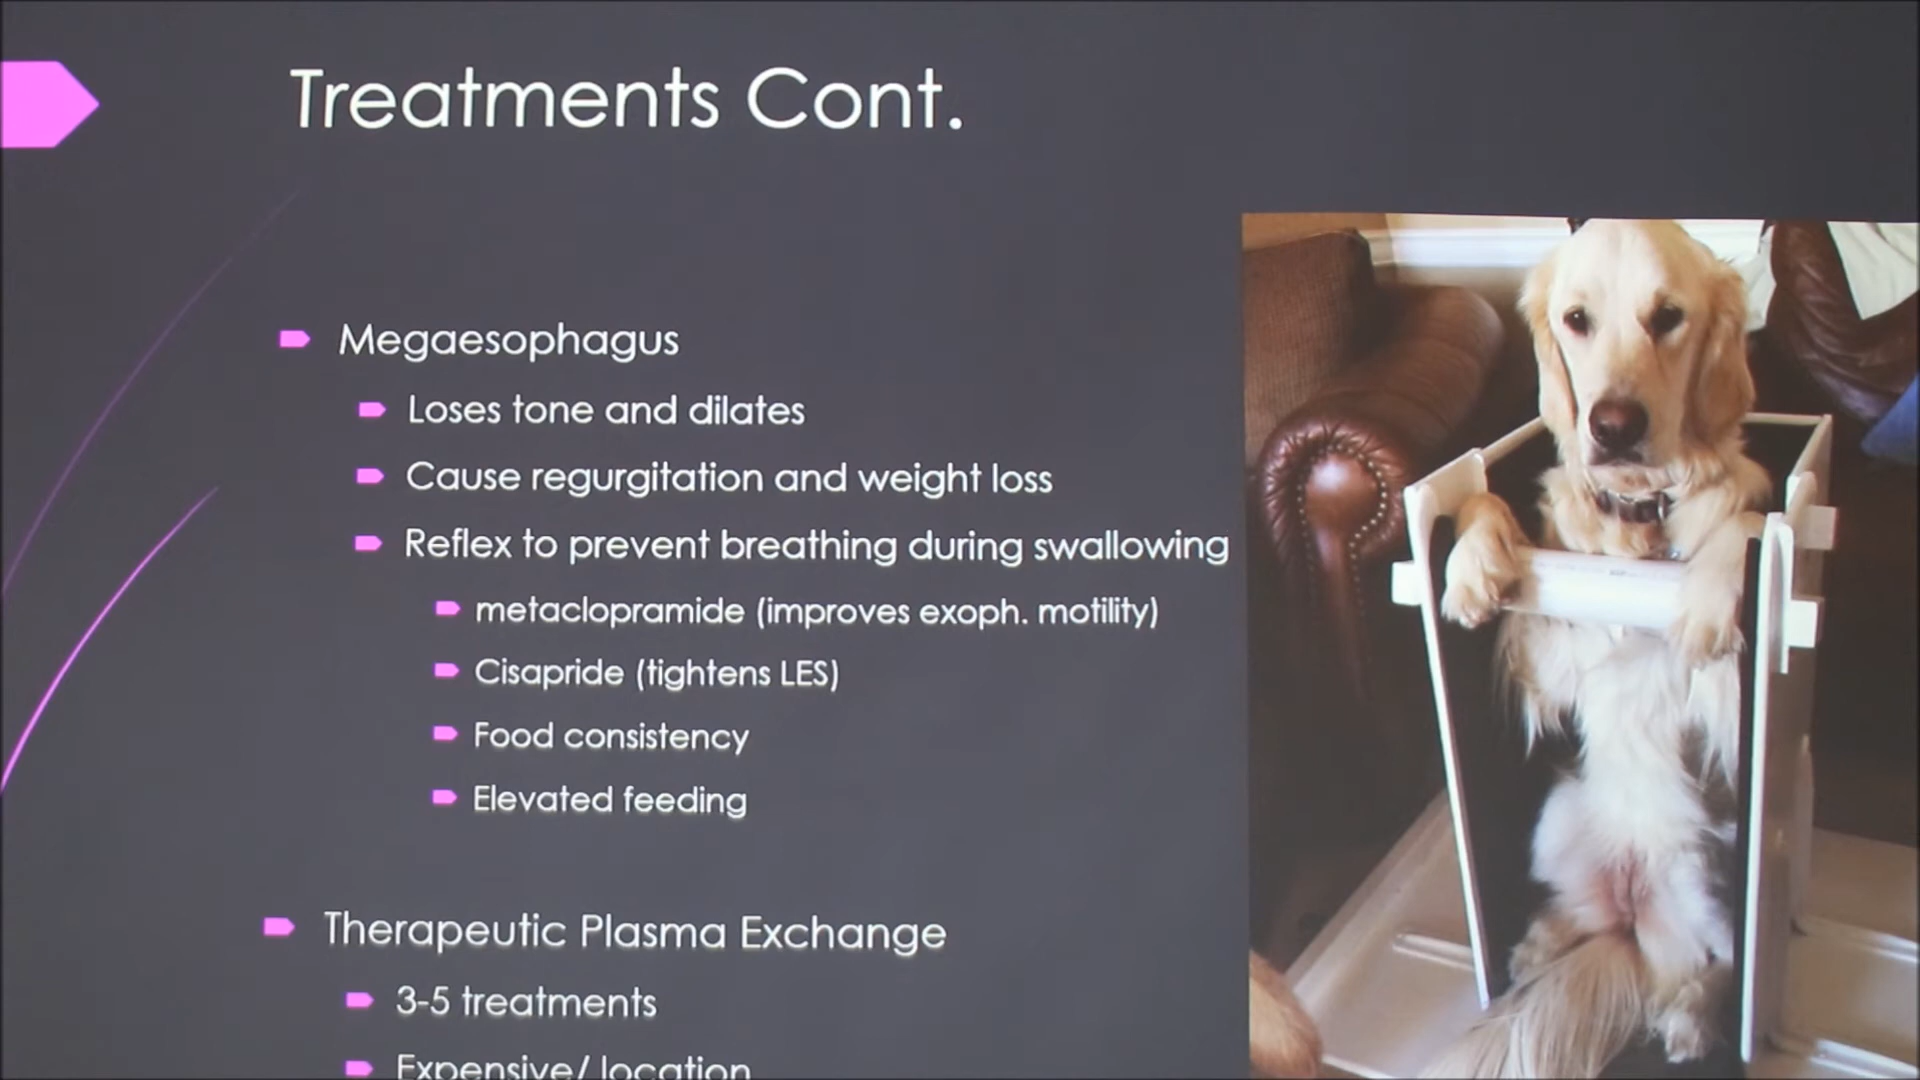 Treatments Cont.
Megaesophagus
Loses tone and dilates
Cause regurgitation and weight loss
Reflex to prevent breathing during swallowing
metaclopramide (improves exoph. motility)
Cisapride (tightens LES)
Food consistency
Elevated feeding
Therapeutic Plasma Exchange
3-5 treatments
Expensive/ location